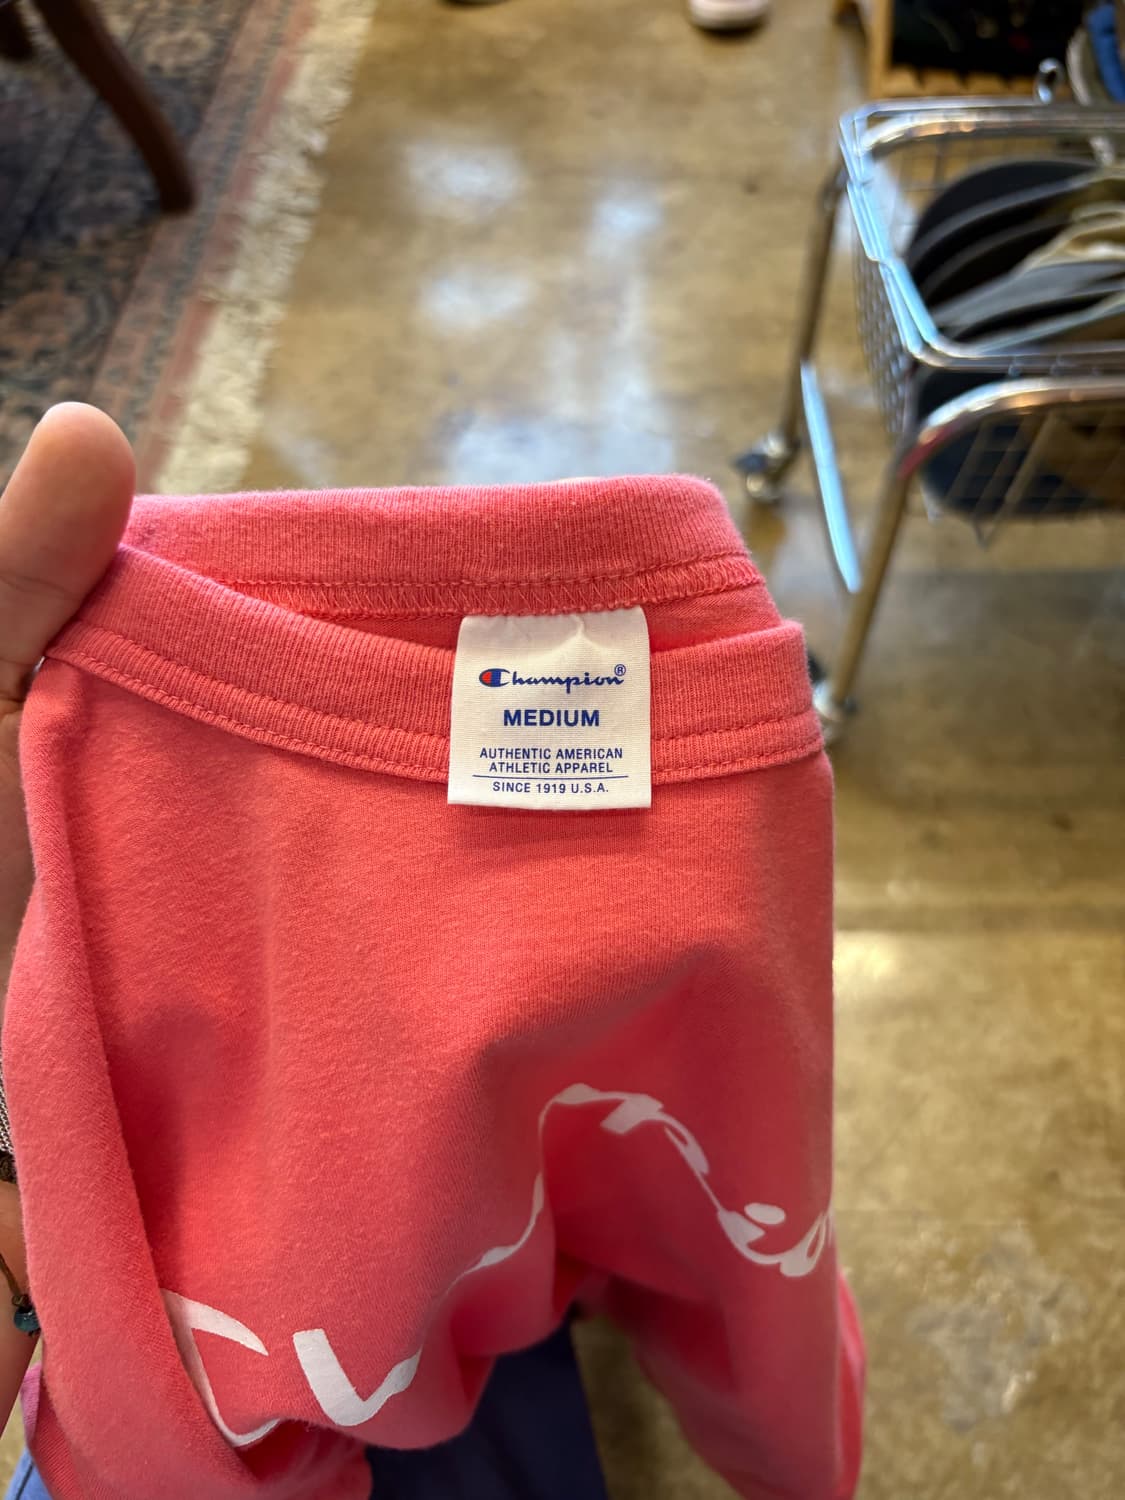 Champion®
MEDIUM
AUTHENTIC AMERICAN
ATHLETIC APPAREL
SINCE 1919 U.S.A.